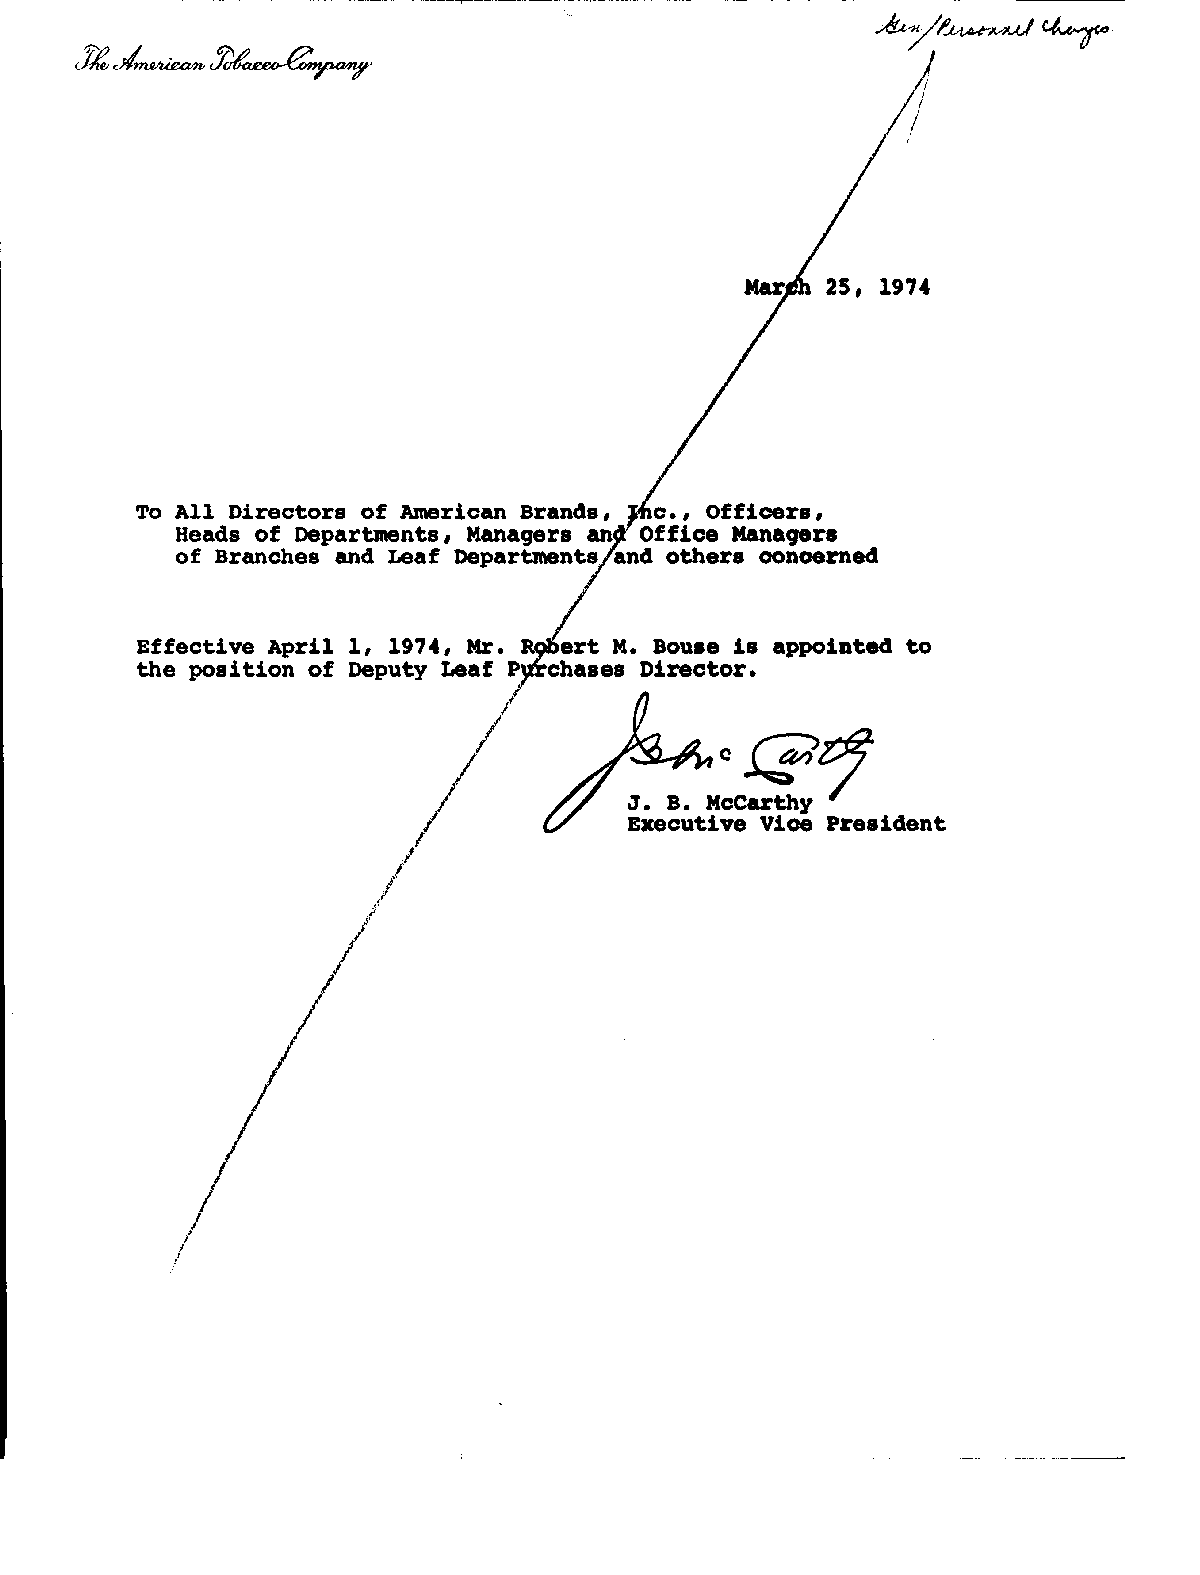 Gen/Personnel Changes
The American Tobacco Company
March 25, 1974
To All Directors of American Brands, Inc., Officers,
Heads of Departments, Managers and Office Managers
of Branches and Leaf Departments and others concerned
Effective April 1, 1974, Mr. Robert M. Bouse is appointed to
the position of Deputy Leaf Purchases Director.
JB McCarthy
J. B. McCarthy
Executive Vice President